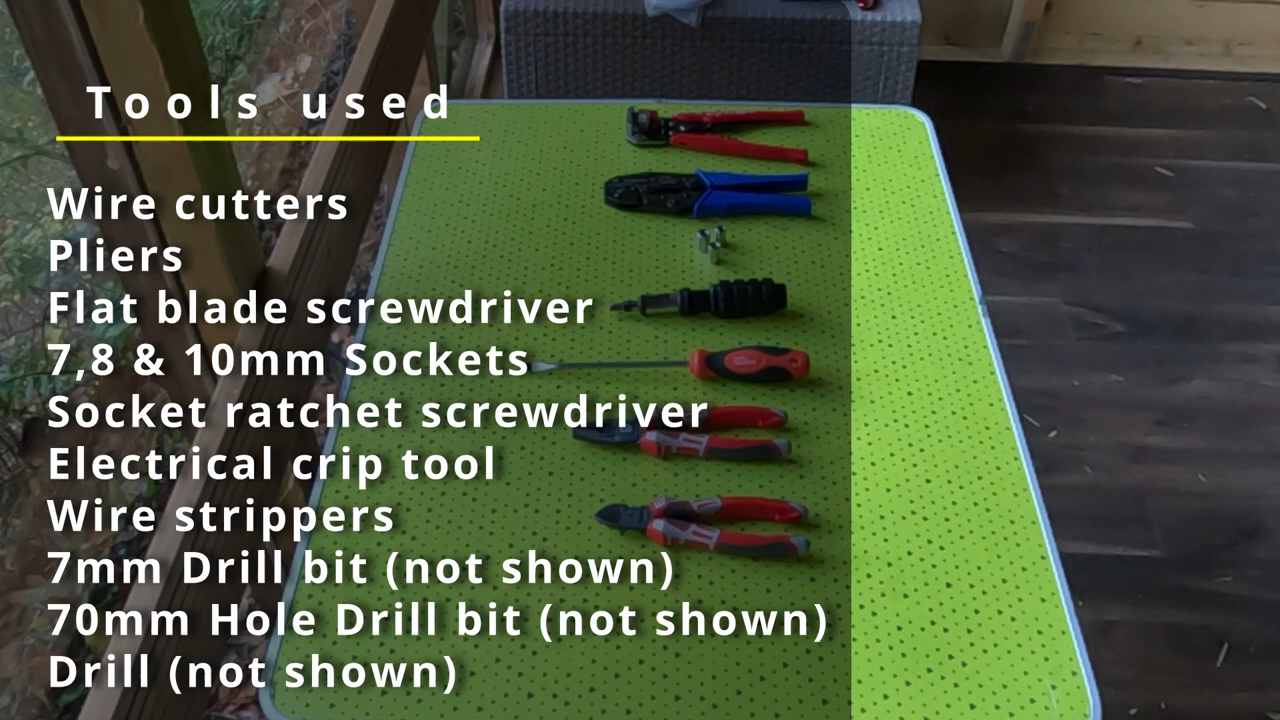 Tools used
Wire cutters
Pliers
Flat blade screwdriver
7,8 & 10mm Sockets
Socket ratchet screwdriver
Electrical crip tool
Wire strippers
7mm Drill bit (not shown)
70mm Hole Drill bit (not shown)
Drill (not shown)